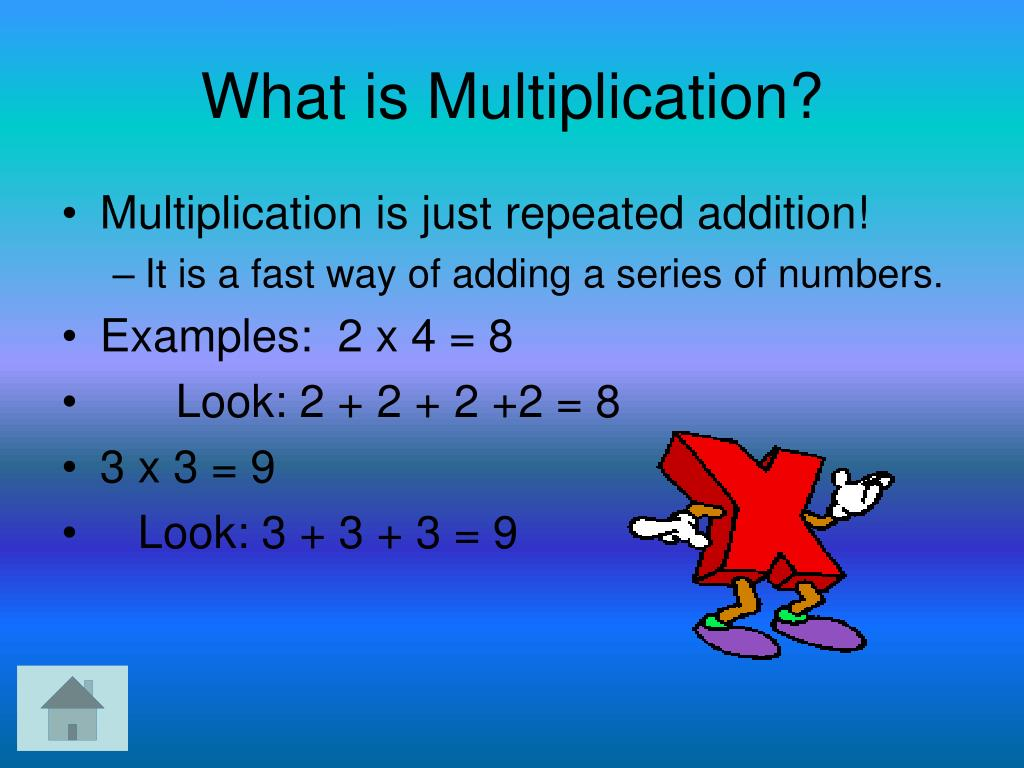 What is Multiplication?
• Multiplication is just repeated addition!
– It is a fast way of adding a series of numbers.
• Examples:  2 x 4 = 8
•       Look: 2 + 2 + 2 +2 = 8
• 3 x 3 = 9
•    Look: 3 + 3 + 3 = 9